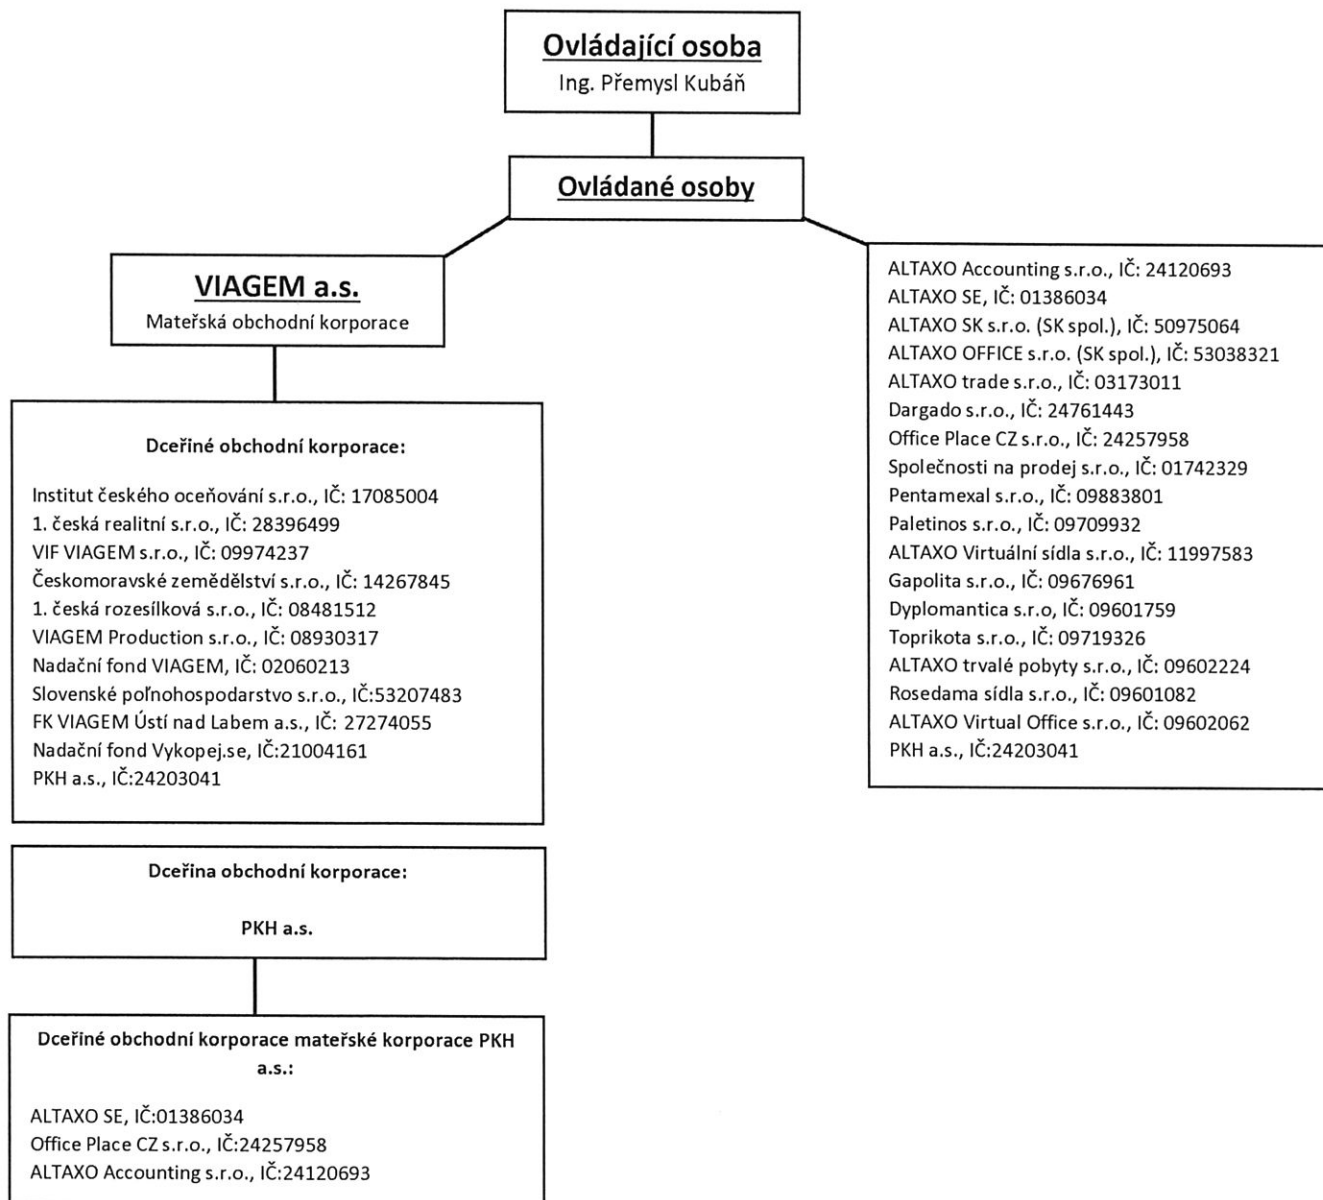 Ovládající osoba
Ing. Přemysl Kubáň
Ovládané osoby
VIAGEM a.s.
Mateřská obchodní korporace
Dceřiné obchodní korporace:
Institut českého oceňování s.r.o., IČ: 17085004
1. česká realitní s.r.o., IČ: 28396499
VIF VIAGEM s.r.o., IČ: 09974237
Českomoravské zemědělství s.r.o., IČ: 14267845
1. česká rozesílková s.r.o., IČ: 08481512
VIAGEM Production s.r.o., IČ: 08930317
Nadační fond VIAGEM, IČ: 02060213
Slovenské poľnohospodarstvo s.r.o., IČ:53207483
FK VIAGEM Ústí nad Labem a.s., IČ: 27274055
Nadační fond Vykopej.se, IČ:21004161
PKH a.s., IČ:24203041
Dceřina obchodní korporace:
PKH a.s.
Dceřiné obchodní korporace mateřské korporace PKH
a.s.:
ALTAXO SE, IČ:01386034
Office Place CZ s.r.o., IČ:24257958
ALTAXO Accounting s.r.o., IČ:24120693
ALTAXO Accounting s.r.o., IČ: 24120693
ALTAXO SE, IČ: 01386034
ALTAXO SK s.r.o. (SK spol.), IČ: 50975064
ALTAXO OFFICE s.r.o. (SK spol.), IČ: 53038321
ALTAXO trade s.r.o., IČ: 03173011
Dargado s.r.o., IČ: 24761443
Office Place CZ s.r.o., IČ: 24257958
Společnosti na prodej s.r.o., IČ: 01742329
Pentamexal s.r.o., IČ: 09883801
Paletinos s.r.o., IČ: 09709932
ALTAXO Virtuální sídla s.r.o., IČ: 11997583
Gapolita s.r.o., IČ: 09676961
Dyplomantica s.r.o, IČ: 09601759
Toprikota s.r.o., IČ: 09719326
ALTAXO trvalé pobyty s.r.o., IČ: 09602224
Rosedama sídla s.r.o., IČ: 09601082
ALTAXO Virtual Office s.r.o., IČ: 09602062
PKH a.s., IČ:24203041